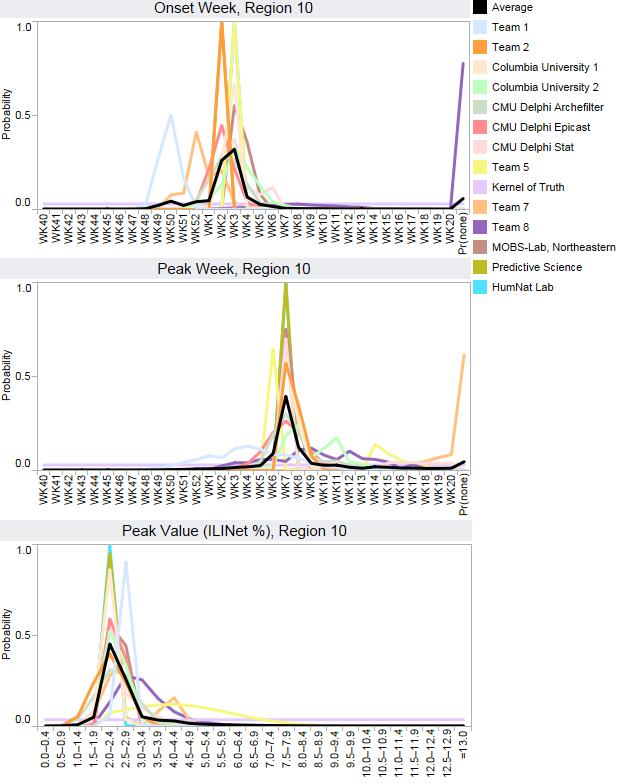 Onset Week, Region 10
1.0
0.5
0.0
Probability
WK40 WK41 WK42 WK43 WK44 WK45 WK46 WK47 WK48 WK49 WK50 WK51 WK52 WK1 WK2 WK3 WK4 WK5 WK6 WK7 WK8 WK9 WK10 WK11 WK12 WK13 WK14 WK15 WK16 WK17 WK18 WK19 WK20 Pr(none)
Average
Team 1
Team 2
Columbia University 1
Columbia University 2
CMU Delphi Archefilter
CMU Delphi Epicast
CMU Delphi Stat
Team 5
Kernel of Truth
Team 7
Team 8
MOBS-Lab, Northeastern
Predictive Science
HumNat Lab
Peak Week, Region 10
1.0
0.5
0.0
Probability
WK40 WK41 WK42 WK43 WK44 WK45 WK46 WK47 WK48 WK49 WK50 WK51 WK52 WK1 WK2 WK3 WK4 WK5 WK6 WK7 WK8 WK9 WK10 WK11 WK12 WK13 WK14 WK15 WK16 WK17 WK18 WK19 WK20 Pr(none)
Peak Value (ILINet %), Region 10
1.0
0.5
0.0
Probability
0.0–0.4 0.5–0.9 1.0–1.4 1.5–1.9 2.0–2.4 2.5–2.9 3.0–3.4 3.5–3.9 4.0–4.4 4.5–4.9 5.0–5.4 5.5–5.9 6.0–6.4 6.5–6.9 7.0–7.4 7.5–7.9 8.0–8.4 8.5–8.9 9.0–9.4 9.5–9.9 10.0–10.4 10.5–10.9 11.0–11.4 11.5–11.9 12.0–12.4 12.5–12.9 =13.0